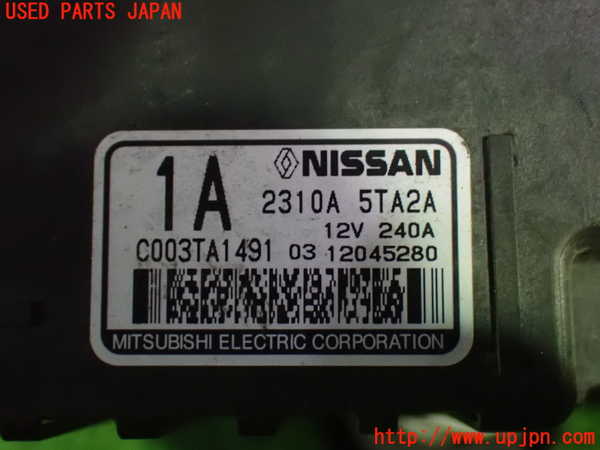 USED PARTS JAPAN
1A
NISSAN
2310A 5TA2A
12V 240A
C003TA1491 03 12045280
MITSUBISHI ELECTRIC CORPORATION
http://www.upjpn.com/